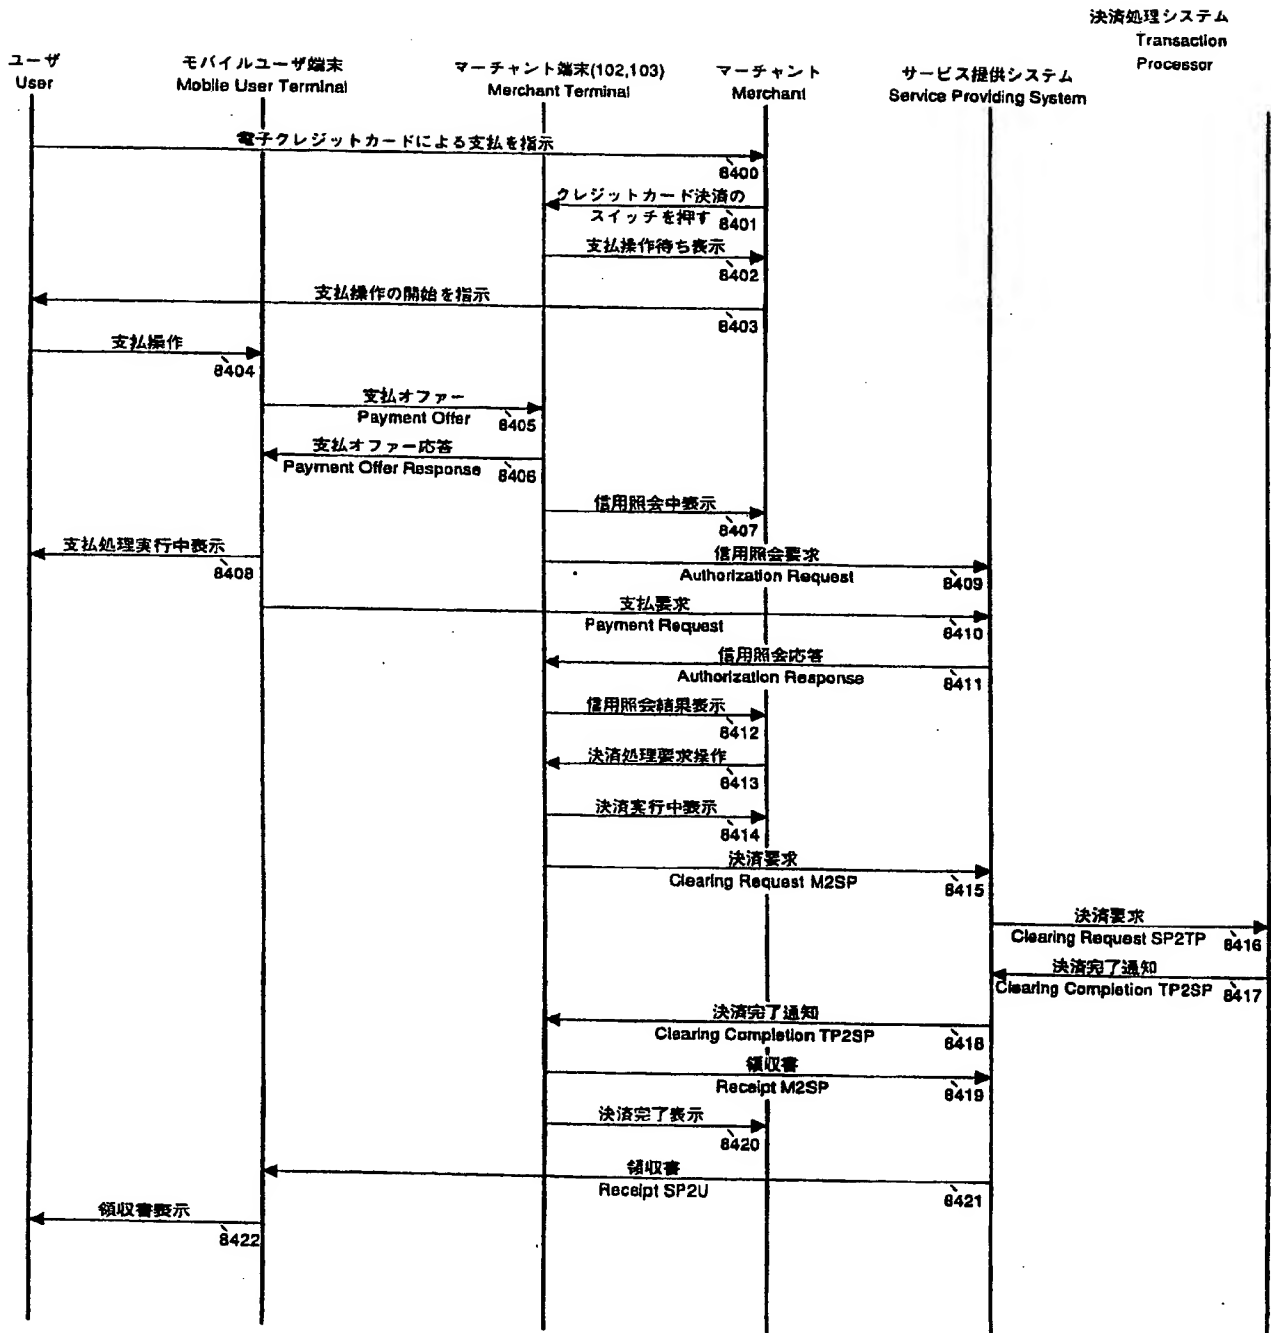 決済処理システム
Transaction
Processor
ユーザ
User
モバイルユーザ端末
Mobile User Terminal
マーチャント端末(102,103)
Merchant Terminal
マーチャント
Merchant
サービス提供システム
Service Providing System
電子クレジットカードによる支払を指示
8400
クレジットカード決済の
スイッチを押す
8401
支払操作待ち表示
8402
支払操作の開始を指示
8403
支払操作
8404
支払オファー
Payment Offer
8405
支払オファー応答
Payment Offer Response
8406
信用照会中表示
8407
支払処理実行中表示
8408
信用照会要求
Authorization Request
8409
支払要求
Payment Request
8410
信用照会応答
Authorization Response
8411
信用照会結果表示
8412
決済処理要求操作
8413
決済実行中表示
8414
決済要求
Clearing Request M2SP
8415
決済要求
Clearing Request SP2TP
8416
決済完了通知
Clearing Completion TP2SP
8417
決済完了通知
Clearing Completion TP2SP
8418
領収書
Receipt M2SP
8419
決済完了表示
8420
領収書
Receipt SP2U
8421
領収書表示
8422